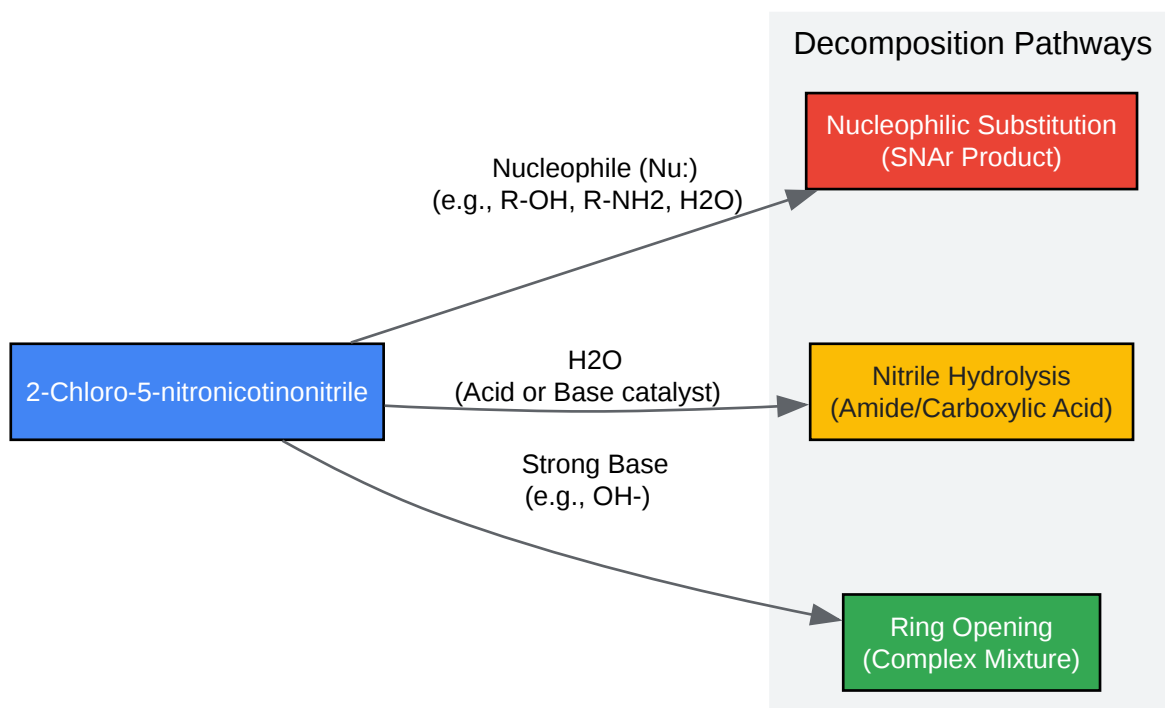 Decomposition Pathways
Nucleophilic Substitution
(SNAr Product)
Nucleophile (Nu:)
(e.g., R-OH, R-NH2, H2O)
2-Chloro-5-nitronicotinonitrile
H2O
(Acid or Base catalyst)
Nitrile Hydrolysis
(Amide/Carboxylic Acid)
Strong Base
(e.g., OH-)
Ring Opening
(Complex Mixture)